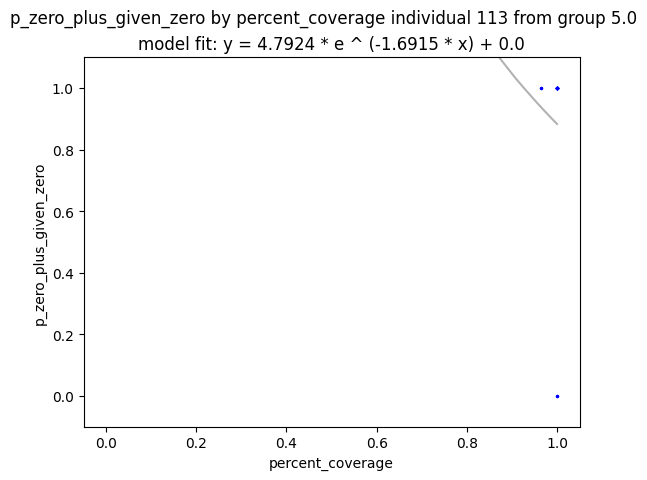 p_zero_plus_given_zero by percent_coverage individual 113 from group 5.0
model fit: y = 4.7924 * e ^ (-1.6915 * x) + 0.0
p_zero_plus_given_zero
1.0
0.8
0.6
0.4
0.2
0.0
0.0 0.2 0.4 0.6 0.8 1.0
percent_coverage